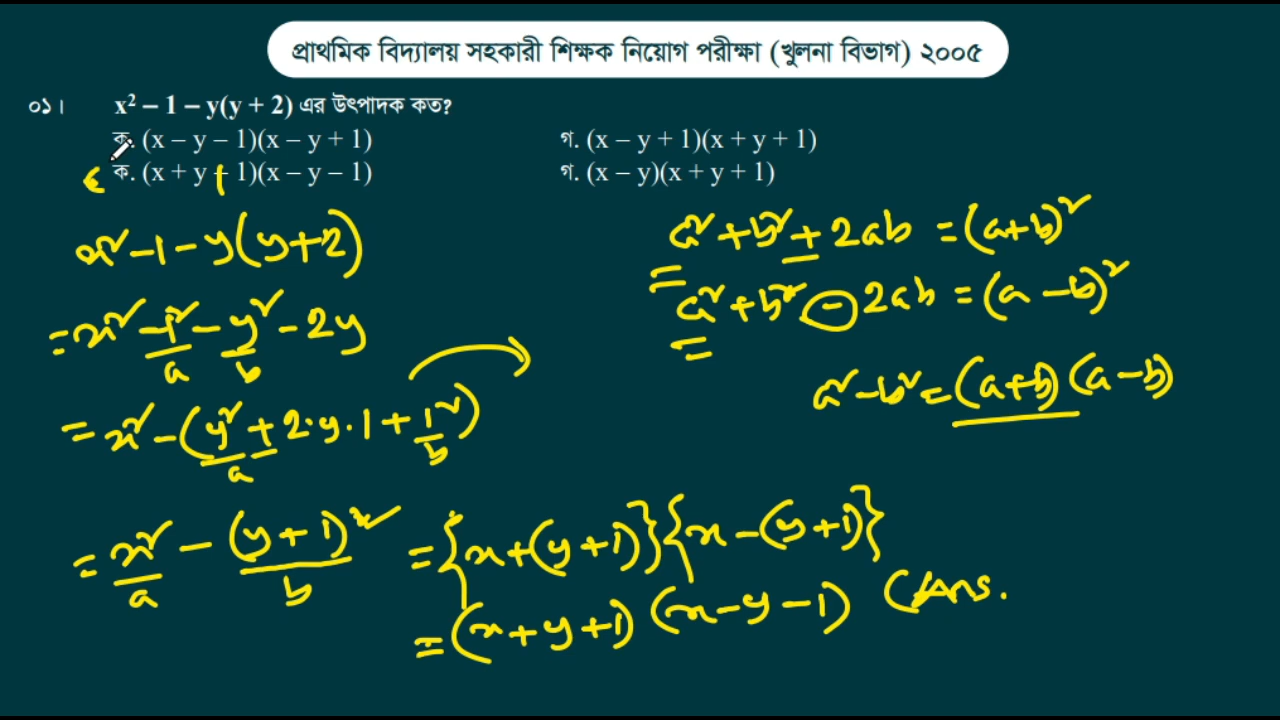 প্রাথমিক বিদ্যালয় সহকারী শিক্ষক নিয়োগ পরীক্ষা (খুলনা বিভাগ) ২০০৫
০১। x² – 1 – y(y + 2) এর উৎপাদক কত?
ক. (x – y – 1)(x – y + 1) গ. (x – y + 1)(x + y + 1)
ক. (x + y + 1)(x – y – 1) গ. (x – y)(x + y + 1)
x² - 1 - y(y+2)
= x² - 1² - y² - 2y
a b
= x² - (y² + 2·y·1 + 1²)
a b
= x² - (y+1)²
a b
= {x+(y+1)}{x-(y+1)}
= (x+y+1)(x-y-1) (Ans.
a² + b² + 2ab = (a+b)²
=
a² + b² - 2ab = (a-b)²
=
a² - b² = (a+b)(a-b)